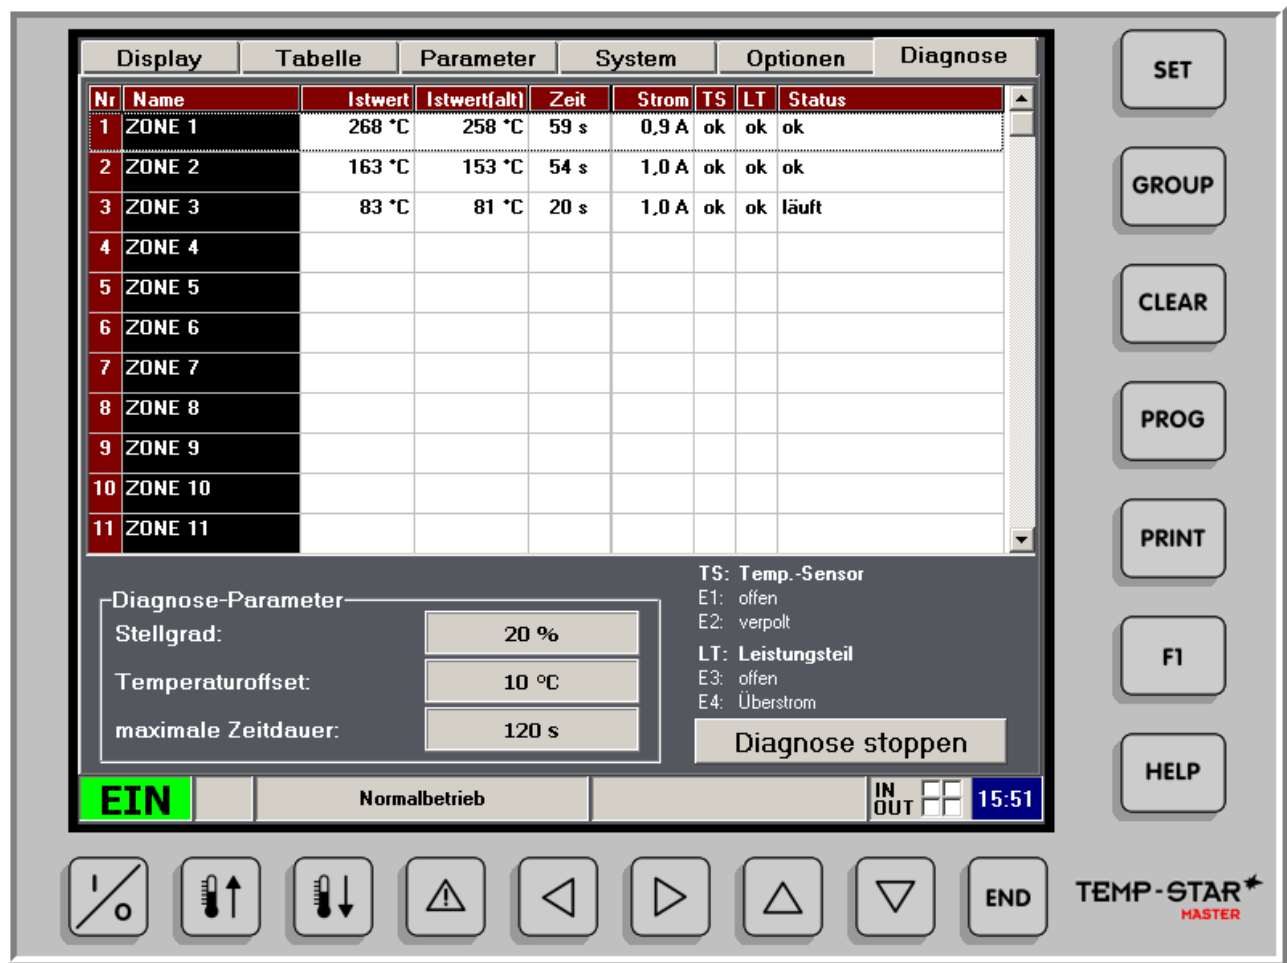 Display Tabelle Parameter System Optionen Diagnose
Nr Name Istwert Istwert(alt) Zeit Strom TS LT Status
1 ZONE 1 268 °C 258 °C 59 s 0,9 A ok ok ok
2 ZONE 2 163 °C 153 °C 54 s 1,0 A ok ok ok
3 ZONE 3 83 °C 81 °C 20 s 1,0 A ok ok läuft
4 ZONE 4
5 ZONE 5
6 ZONE 6
7 ZONE 7
8 ZONE 8
9 ZONE 9
10 ZONE 10
11 ZONE 11
Diagnose-Parameter
Stellgrad: 20 %
Temperaturoffset: 10 °C
maximale Zeitdauer: 120 s
TS: Temp.-Sensor
E1: offen
E2: verpolt
LT: Leistungsteil
E3: offen
E4: Überstrom
Diagnose stoppen
EIN Normalbetrieb IN OUT 15:51
SET
GROUP
CLEAR
PROG
PRINT
F1
HELP
I/O
END
TEMP-STAR
MASTER